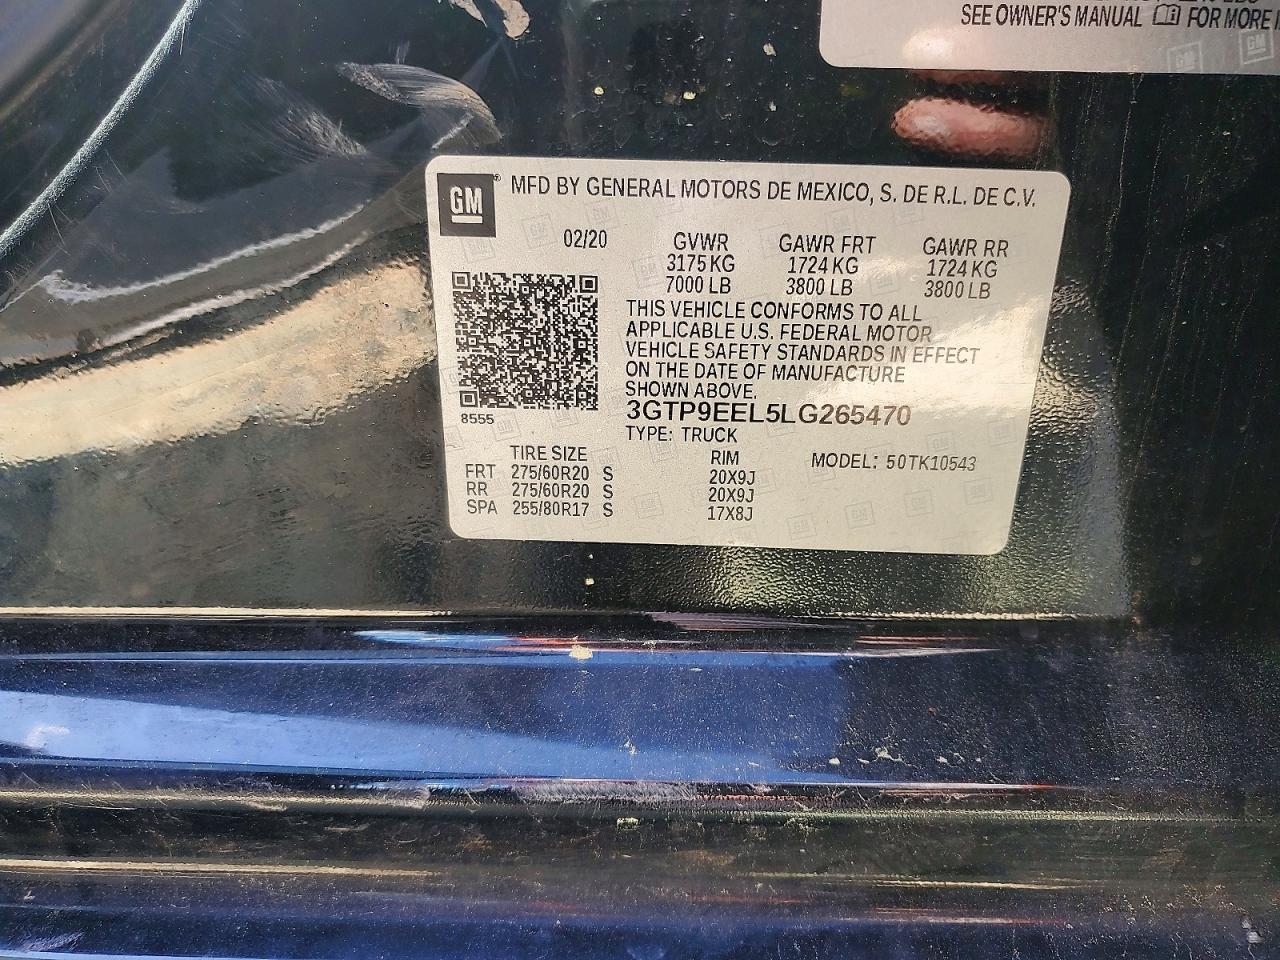 SEE OWNER'S MANUAL FOR MORE
GM
GM
GM ® MFD BY GENERAL MOTORS DE MEXICO, S. DE R.L. DE C.V.
02/20 GVWR GAWR FRT GAWR RR
3175 KG 1724 KG 1724 KG
7000 LB 3800 LB 3800 LB
THIS VEHICLE CONFORMS TO ALL
APPLICABLE U.S. FEDERAL MOTOR
VEHICLE SAFETY STANDARDS IN EFFECT
ON THE DATE OF MANUFACTURE
SHOWN ABOVE.
8555 3GTP9EEL5LG265470
TYPE: TRUCK
TIRE SIZE RIM MODEL: 50TK10543
FRT 275/60R20 S 20X9J
RR 275/60R20 S 20X9J
SPA 255/80R17 S 17X8J